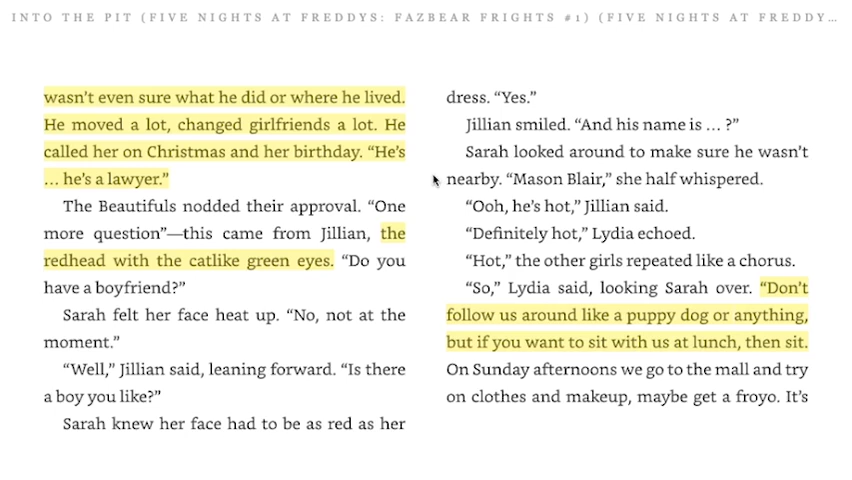 INTO THE PIT (FIVE NIGHTS AT FREDDYS: FAZBEAR FRIGHTS #1) (FIVE NIGHTS AT FREDDY...
wasn't even sure what he did or where he lived.
He moved a lot, changed girlfriends a lot. He
called her on Christmas and her birthday. “He's
... he's a lawyer.”
The Beautifuls nodded their approval. “One
more question”—this came from Jillian, the
redhead with the catlike green eyes. “Do you
have a boyfriend?”
Sarah felt her face heat up. “No, not at the
moment.”
“Well,” Jillian said, leaning forward. “Is there
a boy you like?”
Sarah knew her face had to be as red as her
dress. “Yes.”
Jillian smiled. “And his name is ... ?”
Sarah looked around to make sure he wasn't
nearby. “Mason Blair,” she half whispered.
“Ooh, he's hot,” Jillian said.
“Definitely hot,” Lydia echoed.
“Hot,” the other girls repeated like a chorus.
“So,” Lydia said, looking Sarah over. “Don't
follow us around like a puppy dog or anything,
but if you want to sit with us at lunch, then sit.
On Sunday afternoons we go to the mall and try
on clothes and makeup, maybe get a froyo. It's